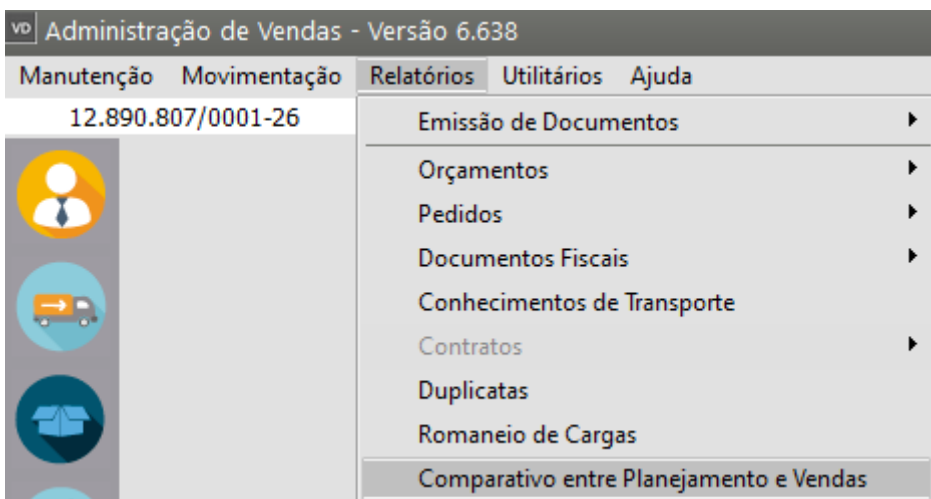 VD Administração de Vendas - Versão 6.638
Manutenção Movimentação Relatórios Utilitários Ajuda
12.890.807/0001-26
Emissão de Documentos
Orçamentos
Pedidos
Documentos Fiscais
Conhecimentos de Transporte
Contratos
Duplicatas
Romaneio de Cargas
Comparativo entre Planejamento e Vendas